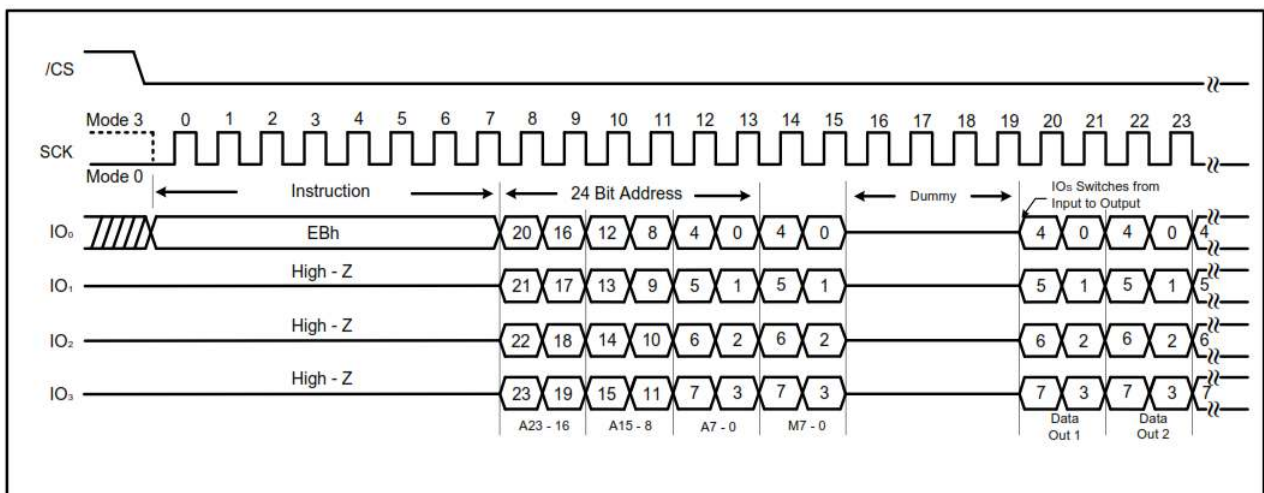 /CS
Mode 3 0 1 2 3 4 5 6 7 8 9 10 11 12 13 14 15 16 17 18 19 20 21 22 23
SCK
Mode 0
Instruction 24 Bit Address Dummy IOs Switches from
Input to Output
IO₀ EBh 20 16 12 8 4 0 4 0 4 0 4 0 4
High - Z
IO₁ 21 17 13 9 5 1 5 1 5 1 5 1 5
High - Z
IO₂ 22 18 14 10 6 2 6 2 6 2 6 2 6
High - Z
IO₃ 23 19 15 11 7 3 7 3 7 3 7 3 7
A23 - 16 A15 - 8 A7 - 0 M7 - 0 Data Data
Out 1 Out 2